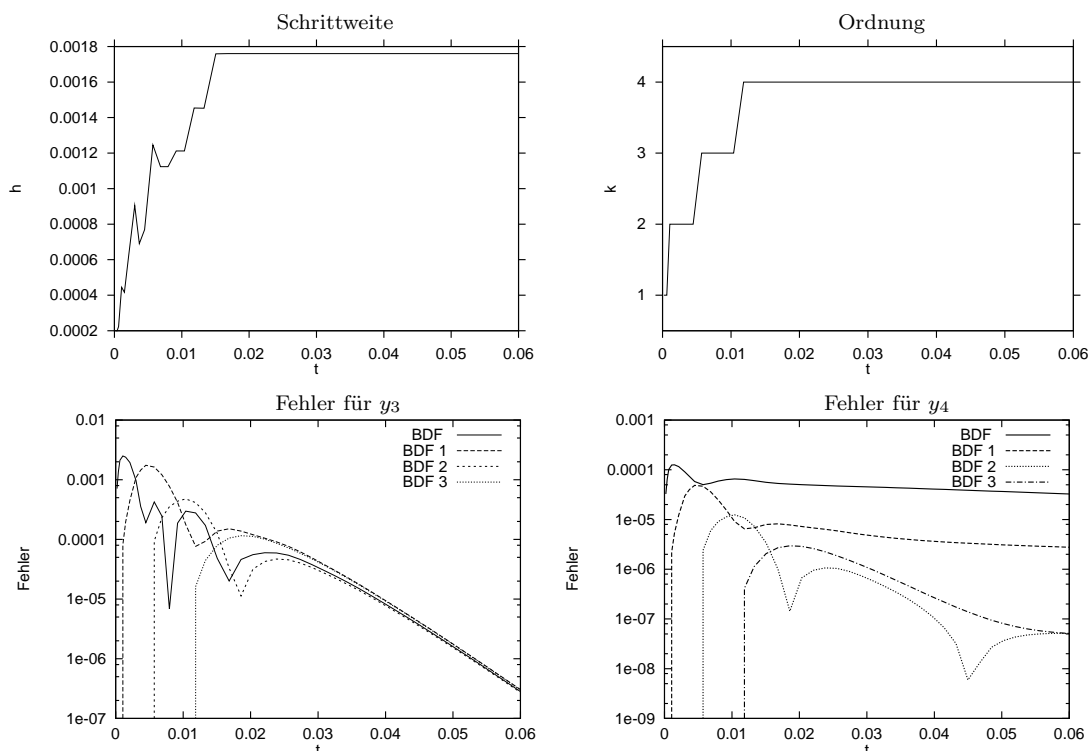 Schrittweite
0.0018
0.0016
0.0014
0.0012
0.001
0.0008
0.0006
0.0004
0.0002
h
0 0.01 0.02 0.03 0.04 0.05 0.06
t
Ordnung
4
3
2
1
k
0 0.01 0.02 0.03 0.04 0.05 0.06
t
Fehler für y3
0.01
0.001
0.0001
1e-05
1e-06
1e-07
Fehler
BDF
BDF 1
BDF 2
BDF 3
0 0.01 0.02 0.03 0.04 0.05 0.06
t
Fehler für y4
0.001
0.0001
1e-05
1e-06
1e-07
1e-08
1e-09
Fehler
BDF
BDF 1
BDF 2
BDF 3
0 0.01 0.02 0.03 0.04 0.05 0.06
t